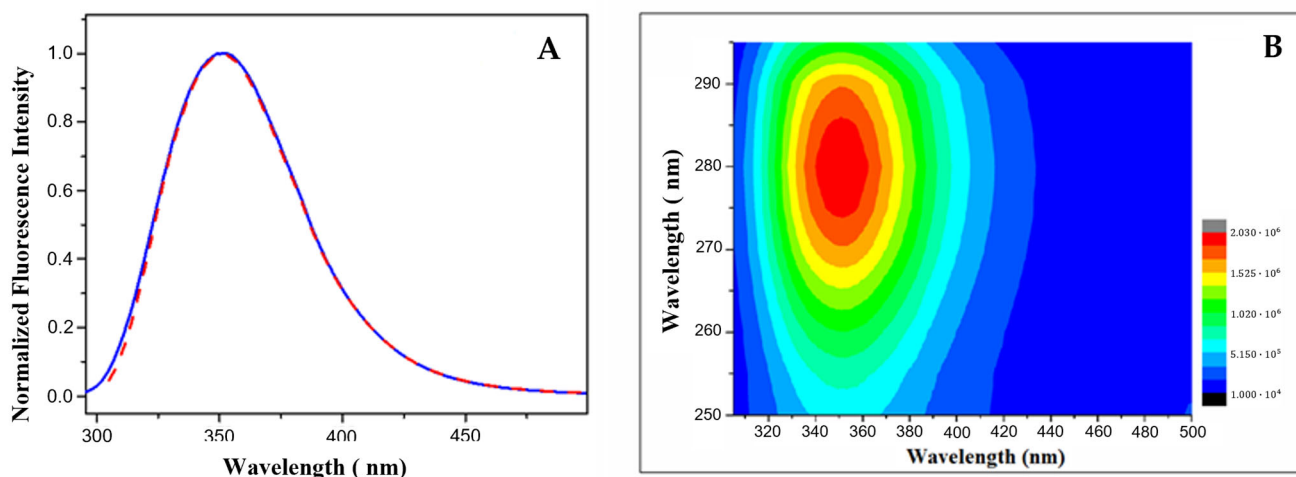 A
Normalized Fluorescence Intensity
1.0
0.8
0.6
0.4
0.2
0.0
300
350
400
450
Wavelength ( nm)
B
Wavelength ( nm)
290
280
270
260
250
320
340
360
380
400
420
440
460
480
500
Wavelength (nm)
2.030 · 10⁶
1.525 · 10⁶
1.020 · 10⁶
5.150 · 10⁵
1.000 · 10⁴